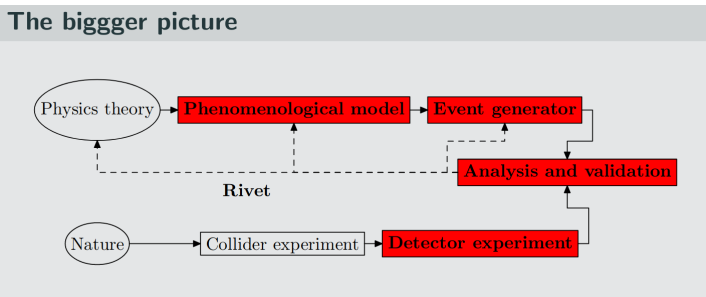 The biggger picture
Physics theory
Phenomenological model
Event generator
Analysis and validation
Rivet
Nature
Collider experiment
Detector experiment